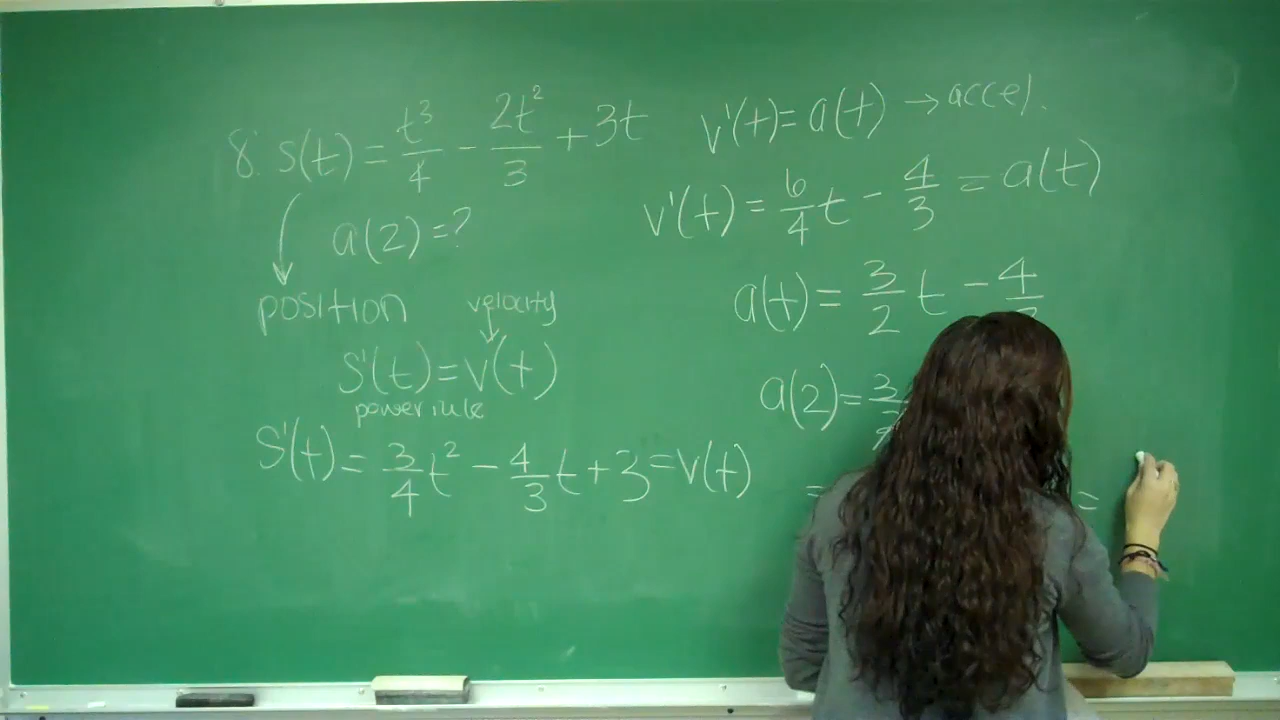 8. s(t) = t³/4 - 2t²/3 + 3t
a(2) = ?
position
velocity
s'(t) = v(t)
power rule
s'(t) = 3/4 t² - 4/3 t + 3 = v(t)
v'(t) = a(t) → accel.
v'(t) = 6/4 t - 4/3 = a(t)
a(t) = 3/2 t - 4/
a(2) = 3/
= =